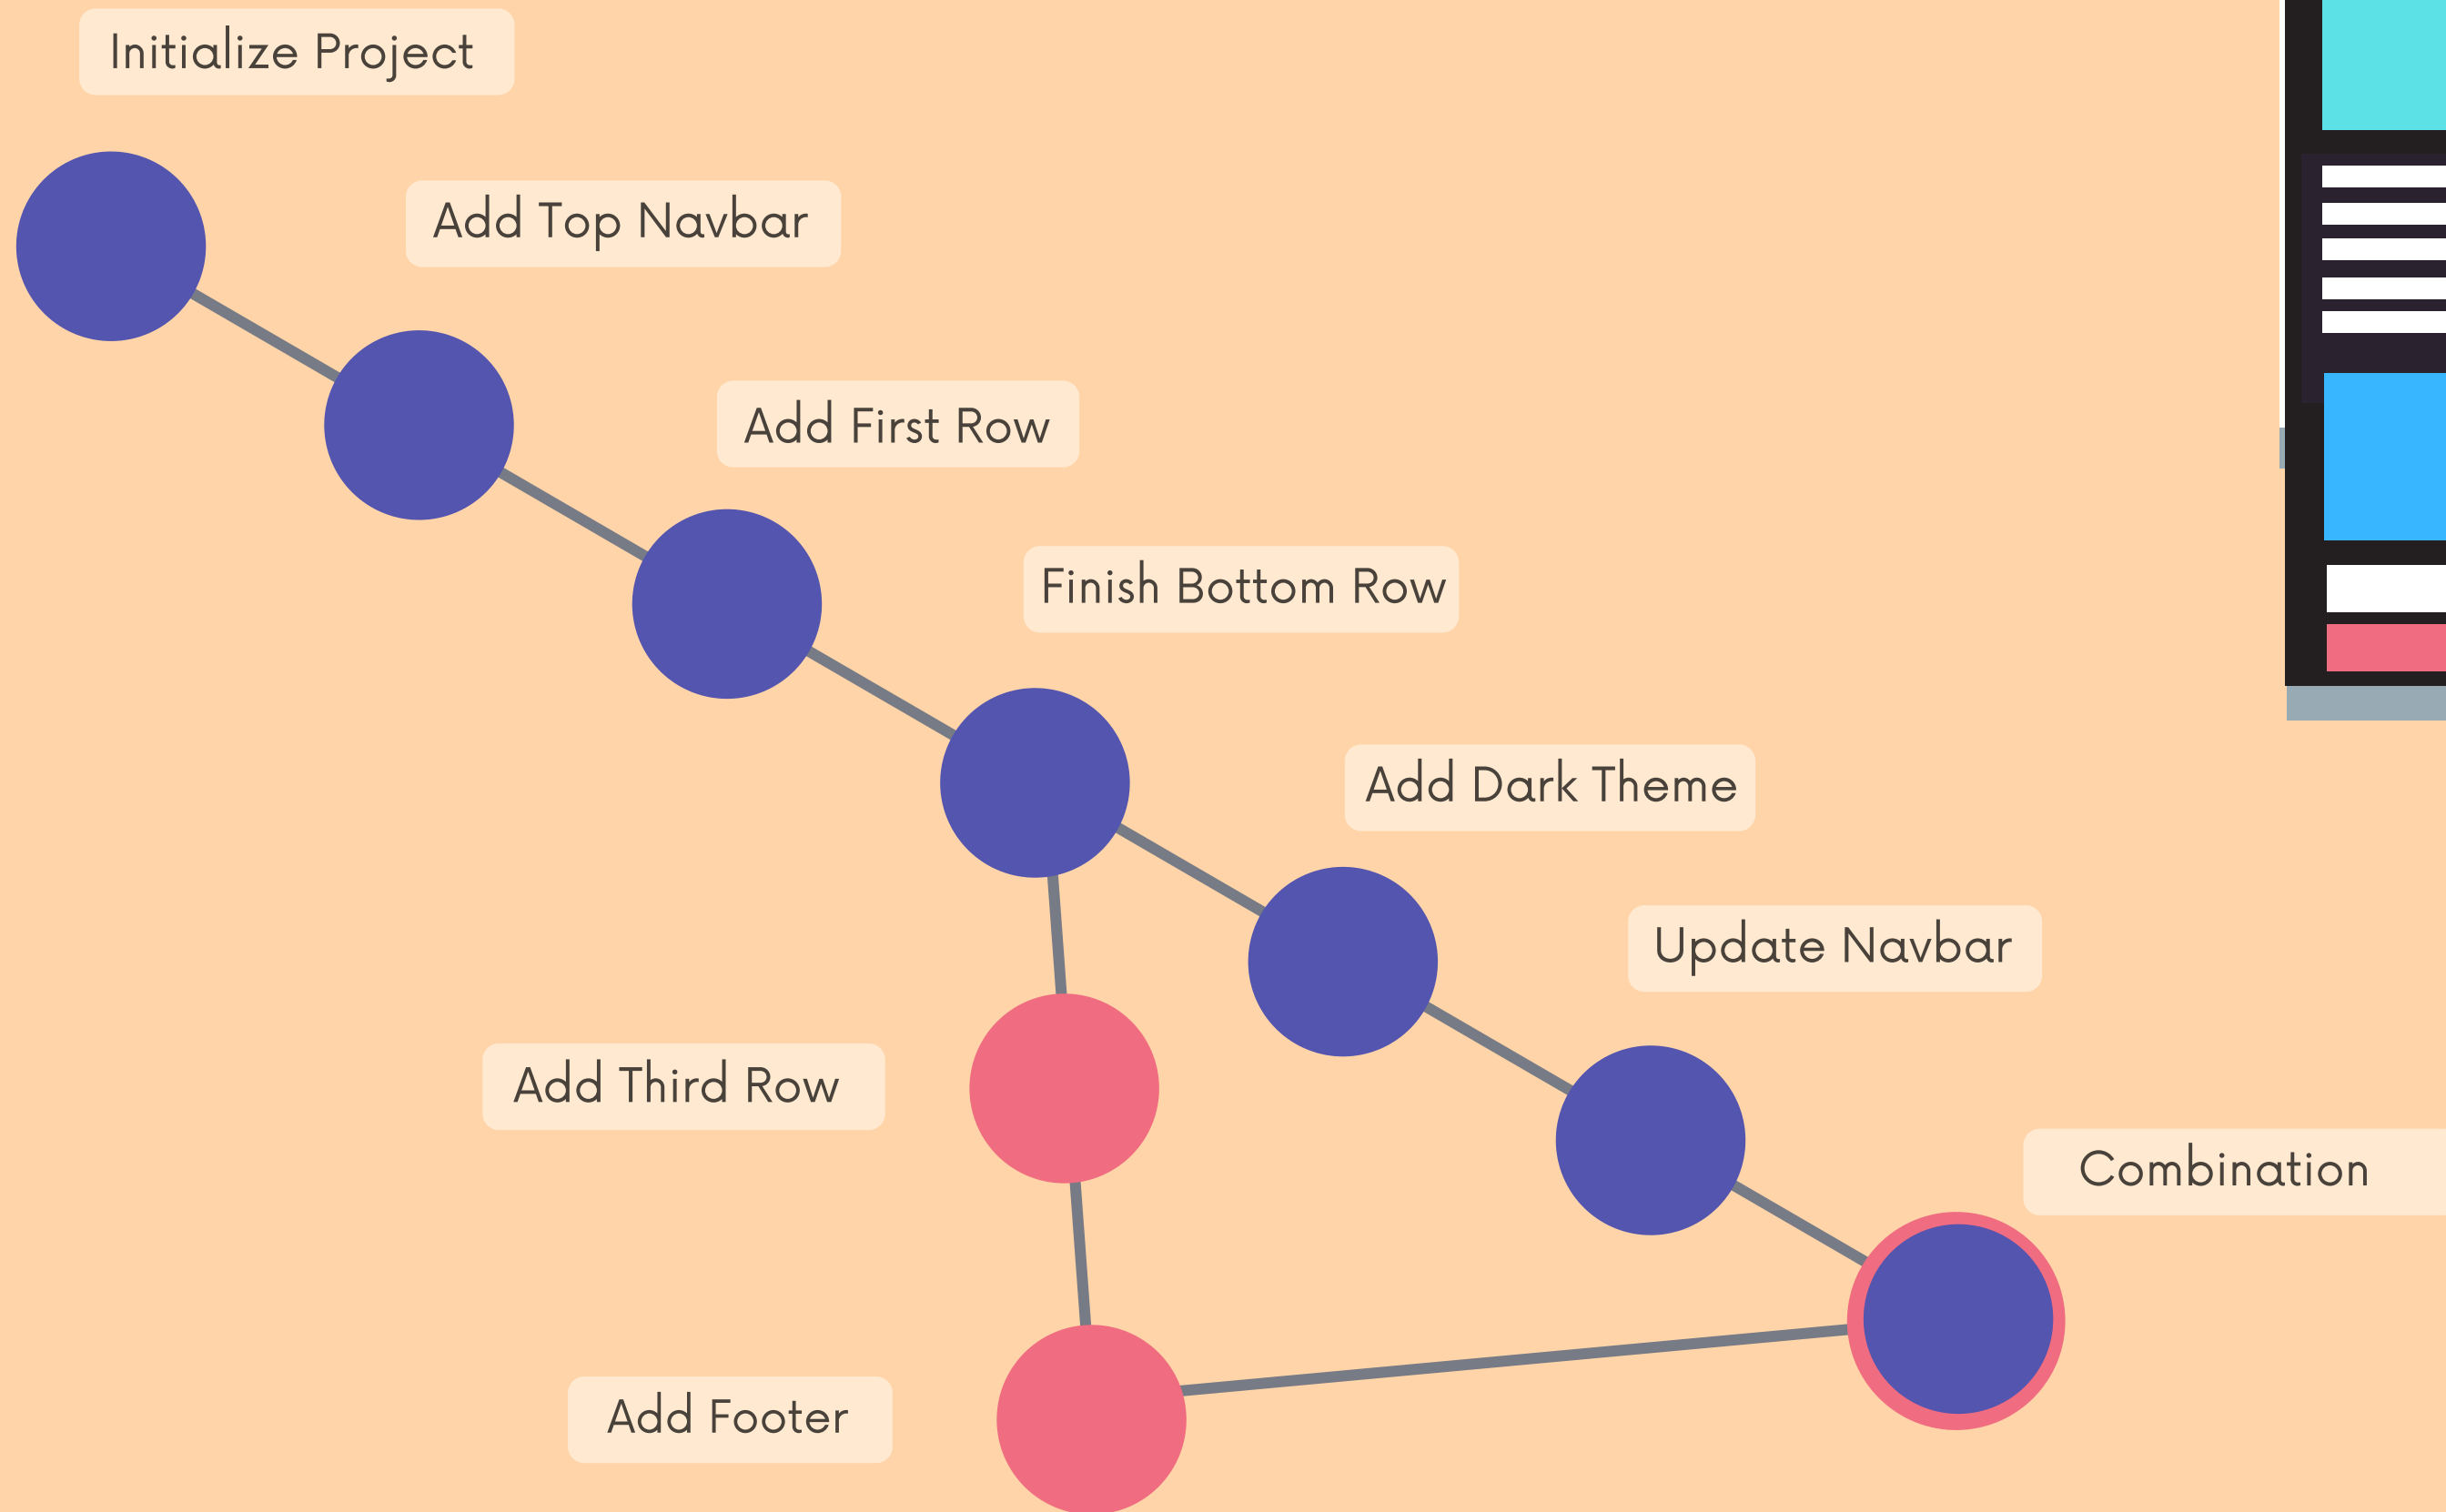 Initialize Project
Add Top Navbar
Add First Row
Finish Bottom Row
Add Dark Theme
Update Navbar
Add Third Row
Combination
Add Footer